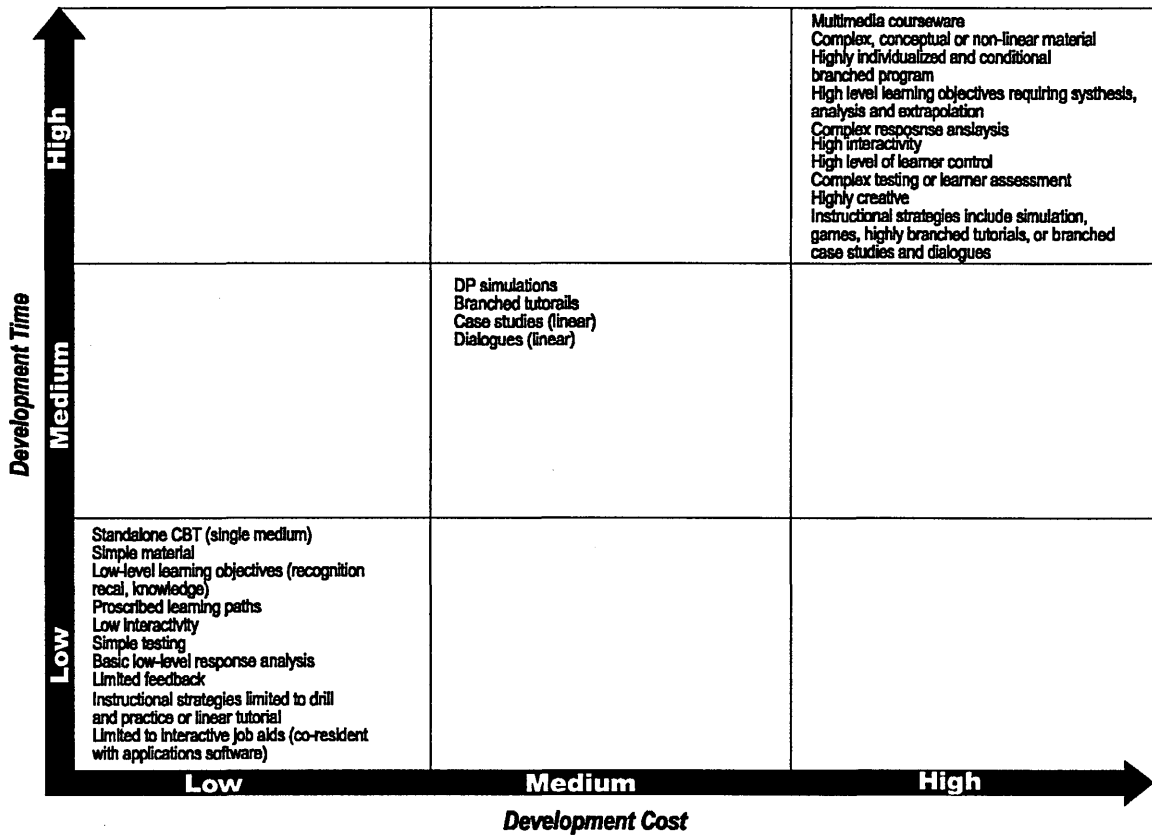 Multimedia courseware
Complex, conceptual or non-linear material
Highly individualized and conditional
branched program
High level learning objectives requiring systhesis,
analysis and extrapolation
Complex resposnse anslaysis
High interactivity
High level of learner control
Complex testing or learner assessment
Highly creative
Instructional strategies include simulation,
games, highly branched tutorials, or branched
case studies and dialogues
High
DP simulations
Branched tutorails
Case studies (linear)
Dialogues (linear)
Medium
Development Time
Standalone CBT (single medium)
Simple material
Low-level learning objectives (recognition
recal, knowledge)
Proscribed learning paths
Low interactivity
Simple testing
Basic low-level response analysis
Limited feedback
Instructional strategies limited to drill
and practice or linear tutorial
Limited to interactive job aids (co-resident
with applications software)
Low
Low
Medium
High
Development Cost